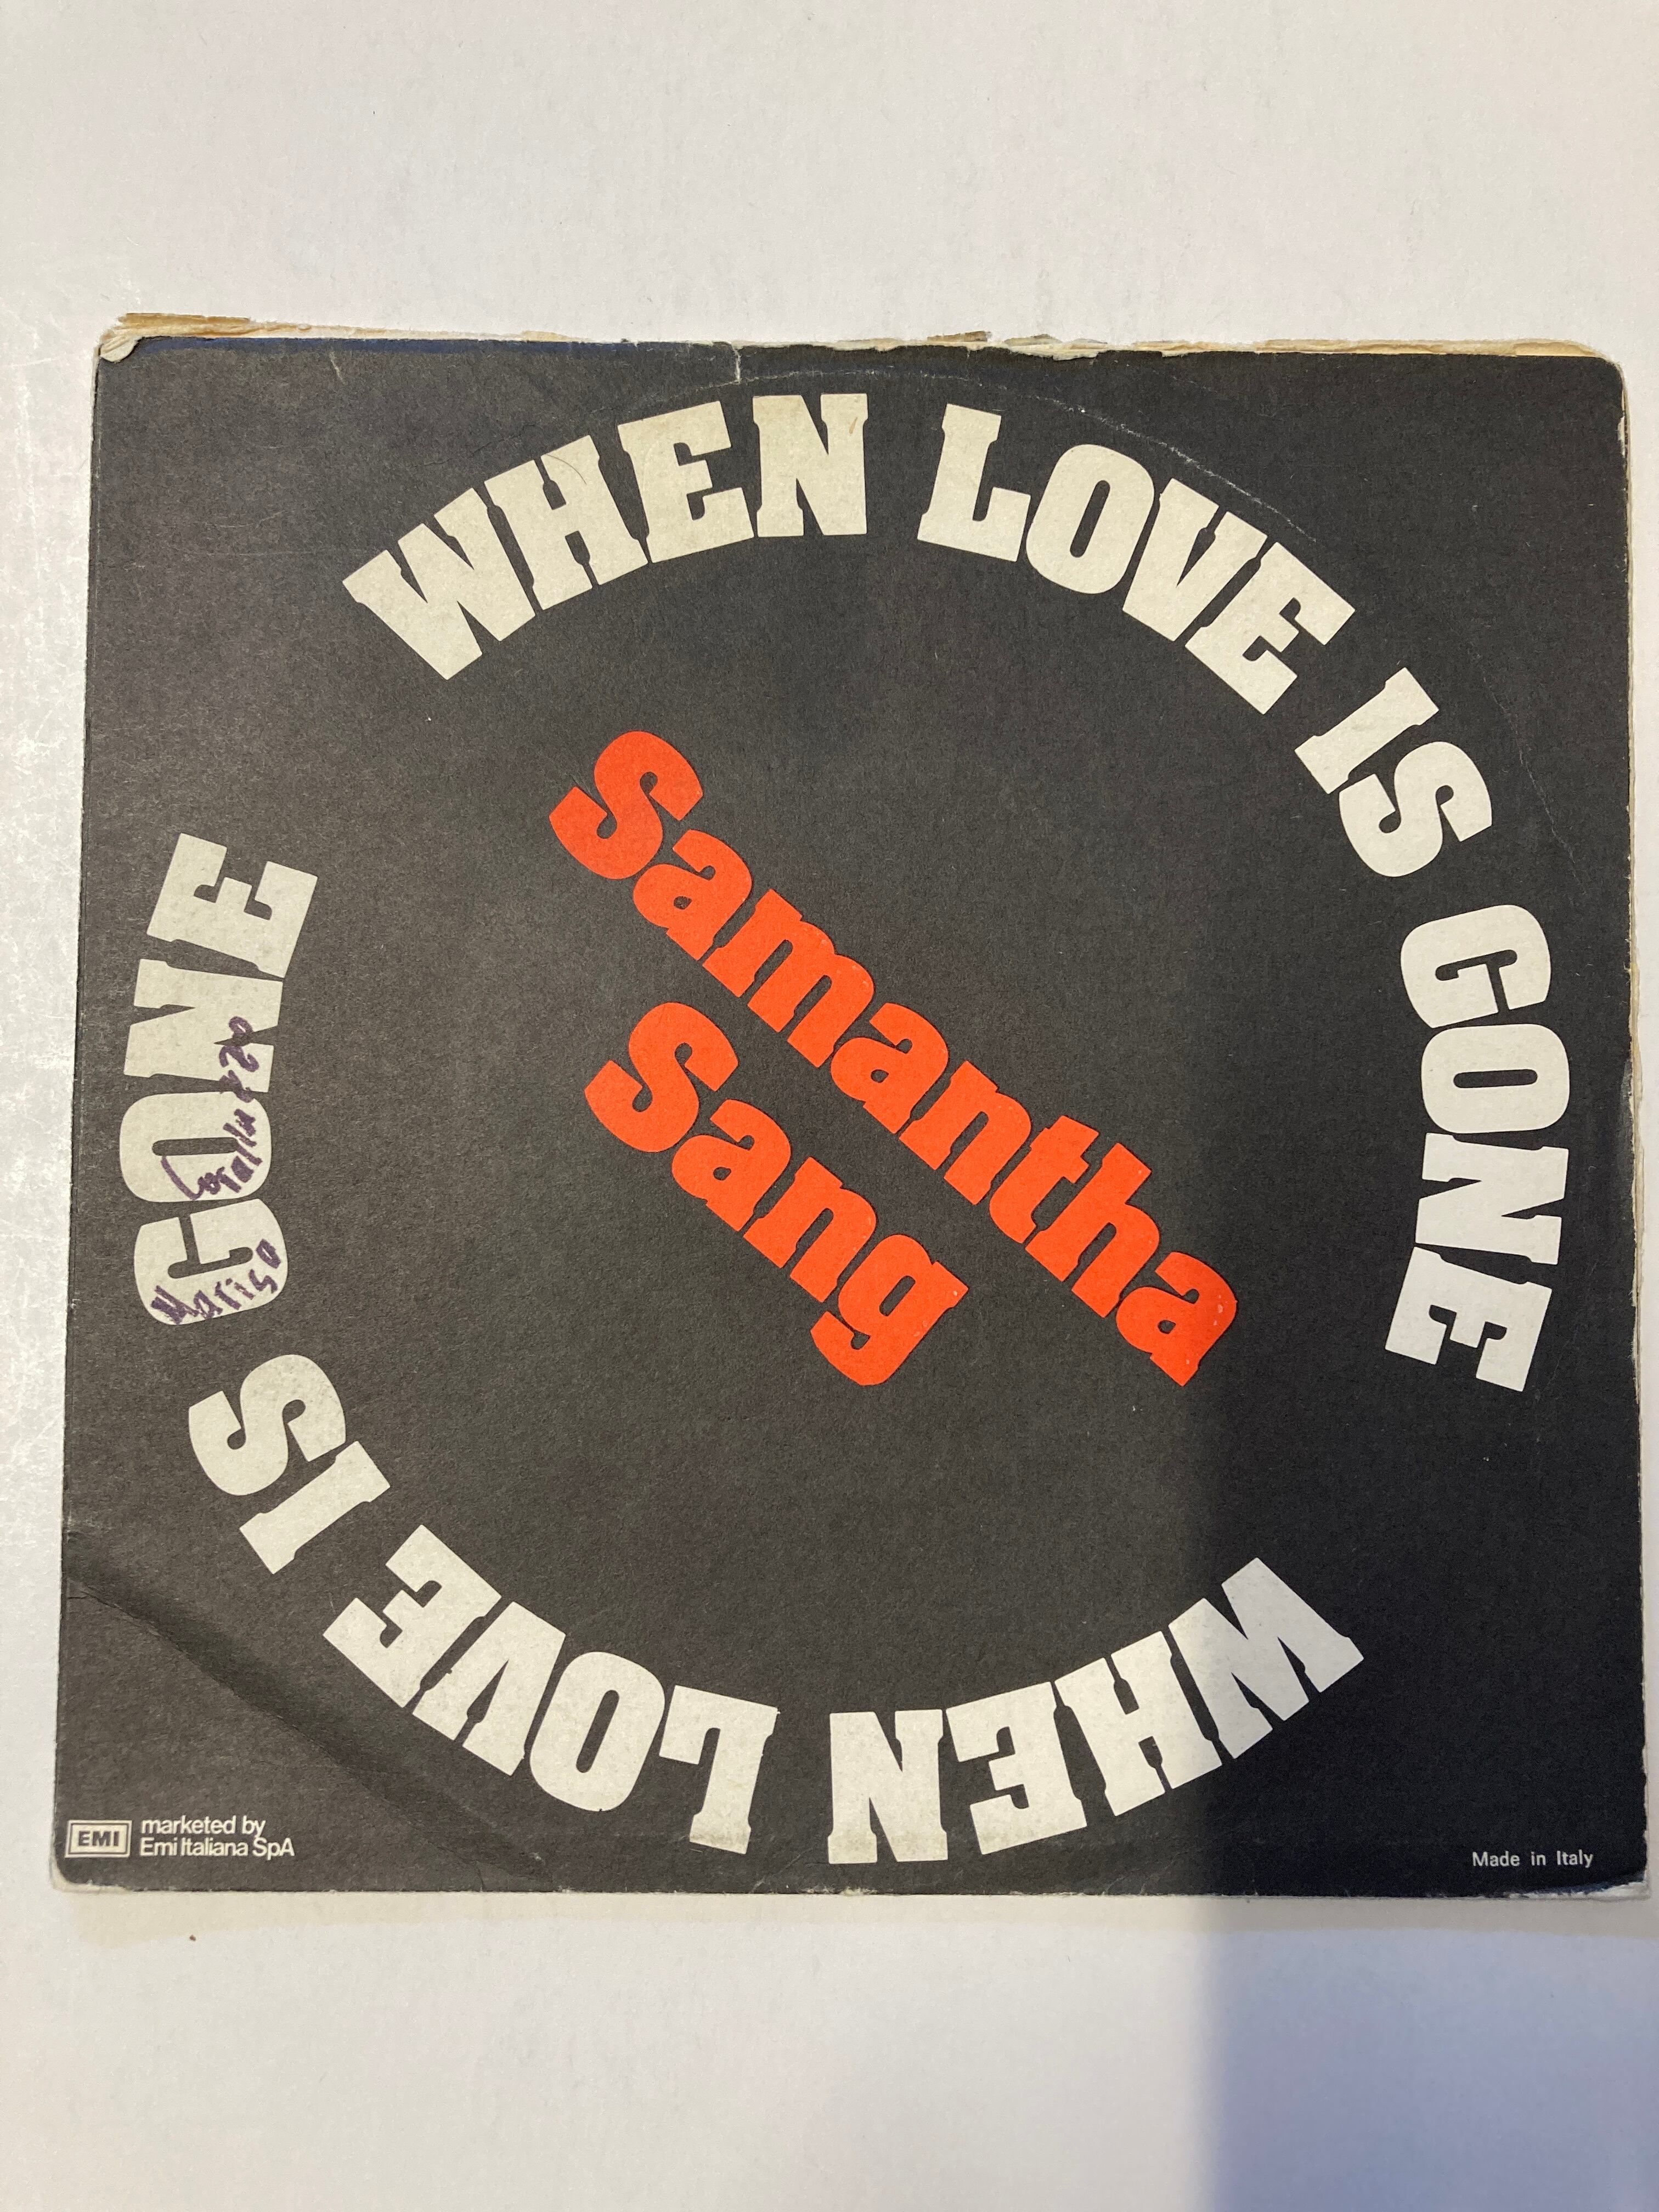 WHEN LOVE IS GONE
Samantha
Sang
WHEN LOVE IS GONE
EMI
marketed by
Emi Italiana SpA
Made in Italy